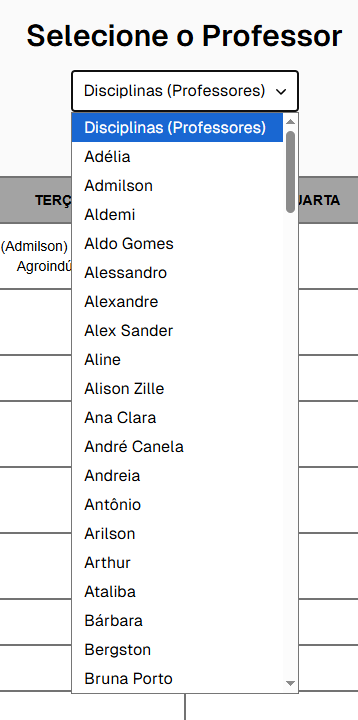 Selecione o Professor
Disciplinas (Professores)
Disciplinas (Professores)
Adélia
Admilson
Aldemi
Aldo Gomes
Alessandro
Alexandre
Alex Sander
Aline
Alison Zille
Ana Clara
André Canela
Andreia
Antônio
Arilson
Arthur
Ataliba
Bárbara
Bergston
Bruna Porto
TERÇ
UARTA
(Admilson)
Agroindú